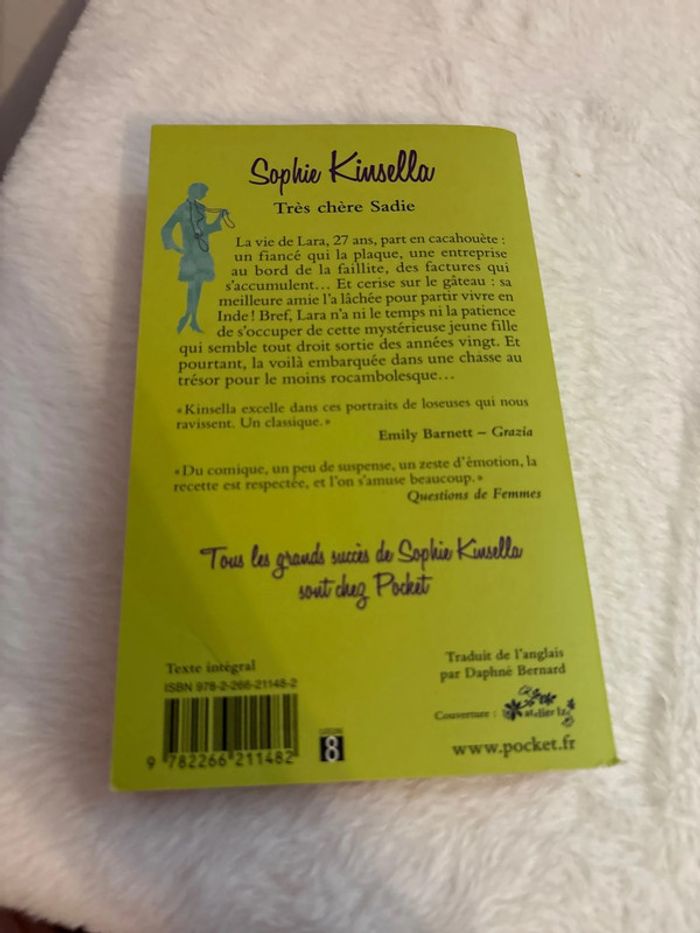 Sophie Kinsella
Très chère Sadie
La vie de Lara, 27 ans, part en cacahouète :
un fiancé qui la plaque, une entreprise
au bord de la faillite, des factures qui
s'accumulent... Et cerise sur le gâteau : sa
meilleure amie l'a lâchée pour partir vivre en
Inde ! Bref, Lara n'a ni le temps ni la patience
de s'occuper de cette mystérieuse jeune fille
qui semble tout droit sortie des années vingt. Et
pourtant, la voilà embarquée dans une chasse au
trésor pour le moins rocambolesque...
« Kinsella excelle dans ces portraits de loseuses qui nous
ravissent. Un classique. »
Emily Barnett – Grazia
« Du comique, un peu de suspense, un zeste d'émotion, la
recette est respectée, et l'on s'amuse beaucoup. »
Questions de Femmes
Tous les grands succès de Sophie Kinsella
sont chez Pocket
Texte intégral
ISBN 978-2-266-21148-2
9 782266 211482
8
Traduit de l'anglais
par Daphné Bernard
Couverture : atelier
www.pocket.fr